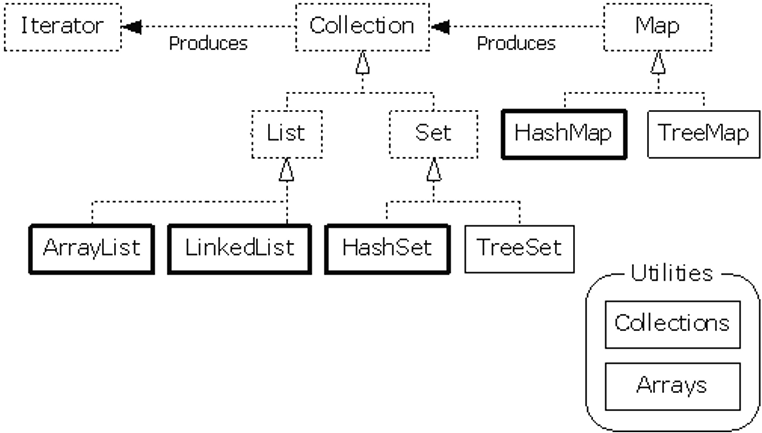 Iterator
Produces
Collection
Produces
Map
List
Set
HashMap
TreeMap
ArrayList
LinkedList
HashSet
TreeSet
Utilities
Collections
Arrays